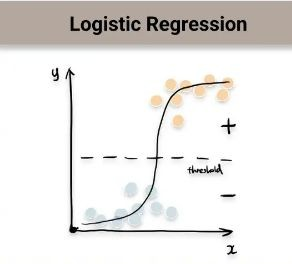 Logistic Regression
y
+
threshold
−
x